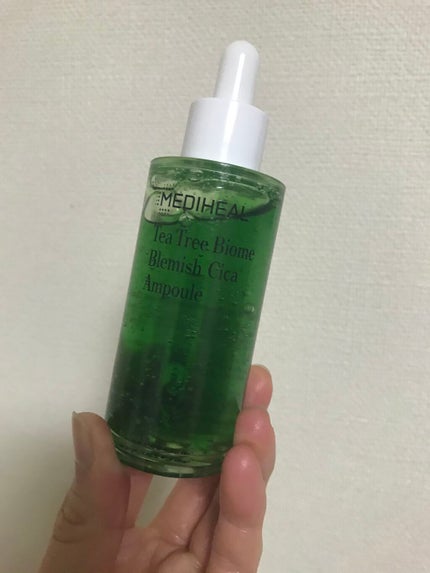 MEDIHEAL
Tea Tree Biome
Blemish Cica
Ampoule